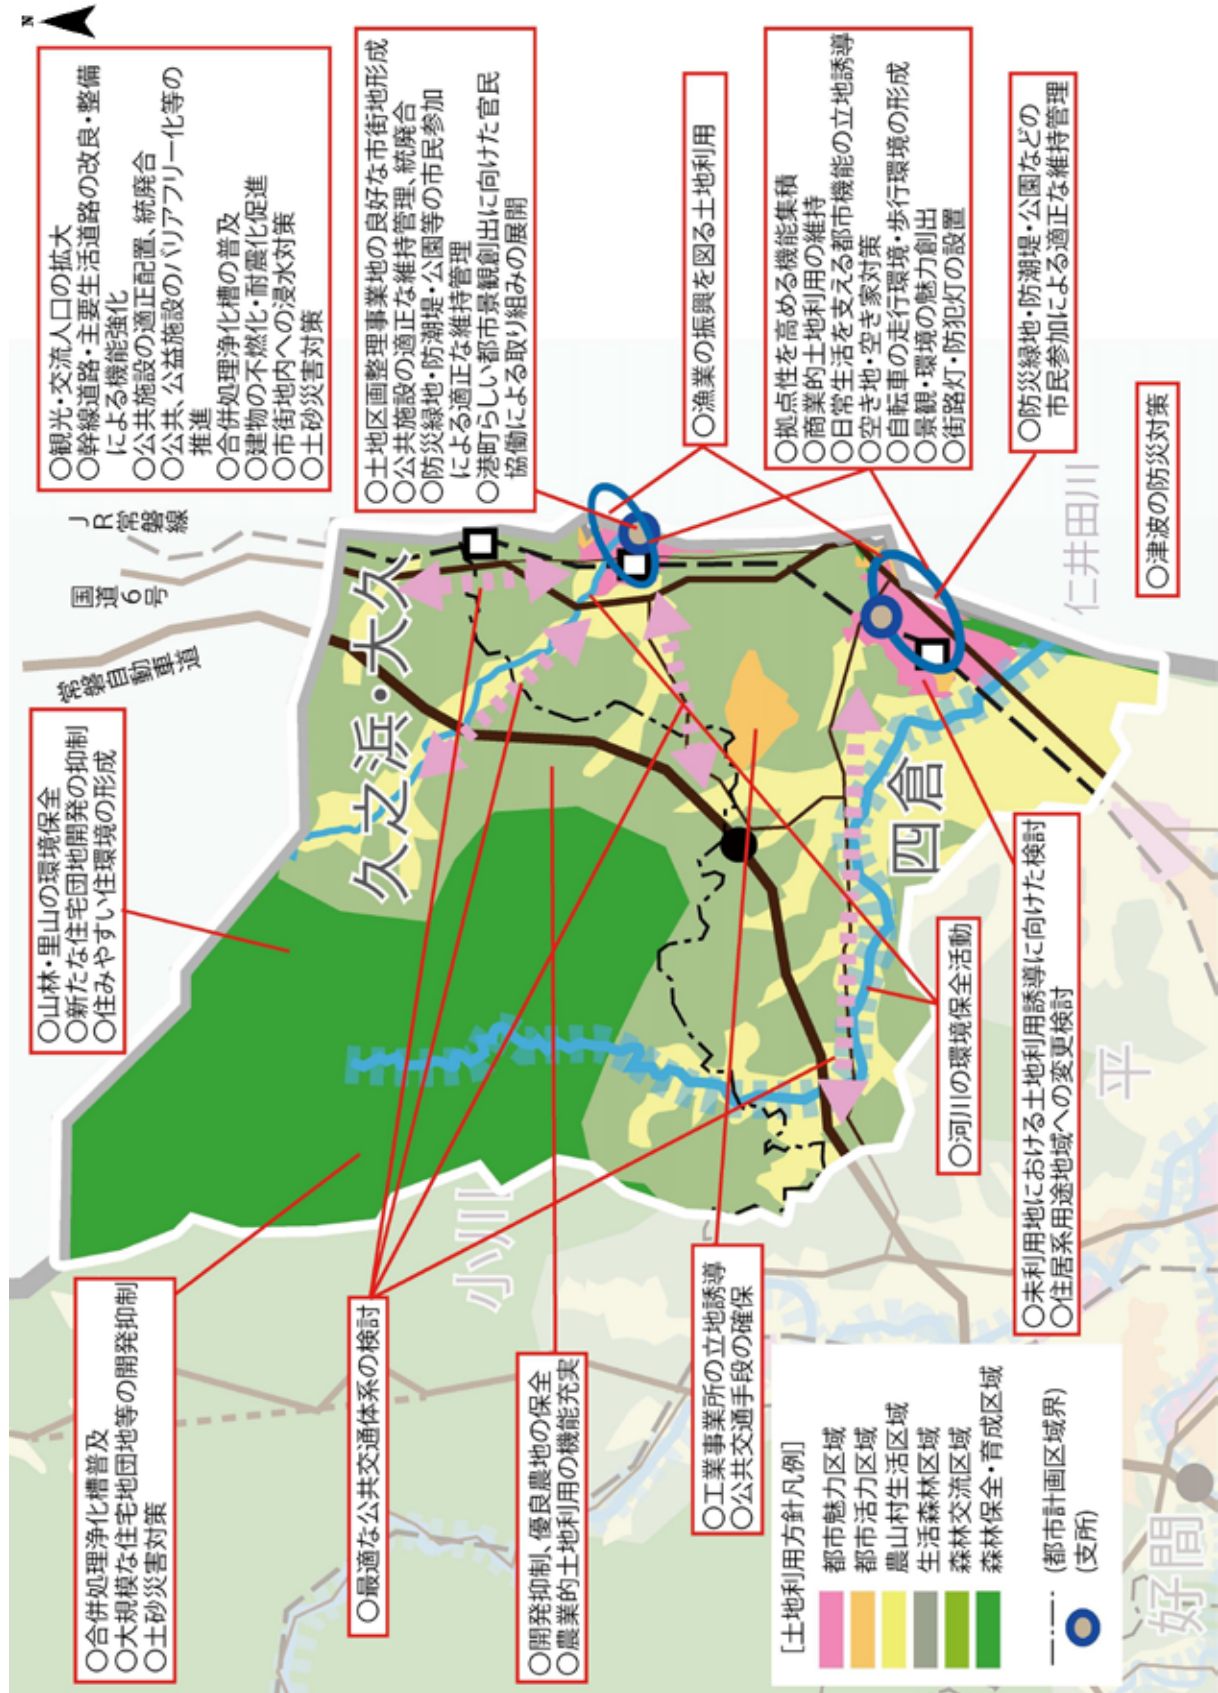 N
○観光・交流人口の拡大
○幹線道路・主要生活道路の改良・整備
による機能強化
○公共施設の適正配置、統廃合
○公共、公益施設のバリアフリー化等の
推進
○合併処理浄化槽の普及
○建物の不燃化・耐震化促進
○市街地内への浸水対策
○土砂災害対策
○土地区画整理事業地の良好な市街地形成
○公共施設の適正な維持管理、統廃合
○防災緑地・防潮堤・公園等の市民参加
による適正な維持管理
○港町らしい都市景観創出に向けた官民
協働による取り組みの展開
○漁業の振興を図る土地利用
○拠点性を高める機能集積
○商業的土地利用の維持
○日常生活を支える都市機能の立地誘導
○空き地・空き家対策
○自転車の走行環境・歩行環境の形成
○景観・環境の魅力創出
○街路灯・防犯灯の設置
○防災緑地・防潮堤・公園などの
市民参加による適正な維持管理
○津波の防災対策
JR常磐線
国道6号
常磐自動車道
仁井田川
○山林・里山の環境保全
○新たな住宅団地開発の抑制
○住みやすい住環境の形成
久之浜・大久
四倉
小川
平
好間
○河川の環境保全活動
○未利用地における土地利用誘導に向けた検討
○住居系用途地域への変更検討
○合併処理浄化槽普及
○大規模な住宅地団地等の開発抑制
○土砂災害対策
○最適な公共交通体系の検討
○開発抑制、優良農地の保全
○農業的土地利用の機能充実
○工業事業所の立地誘導
○公共交通手段の確保
[土地利用方針凡例]
都市魅力区域
都市活力区域
農山村生活区域
生活森林区域
森林交流区域
森林保全・育成区域
(都市計画区域界)
(支所)